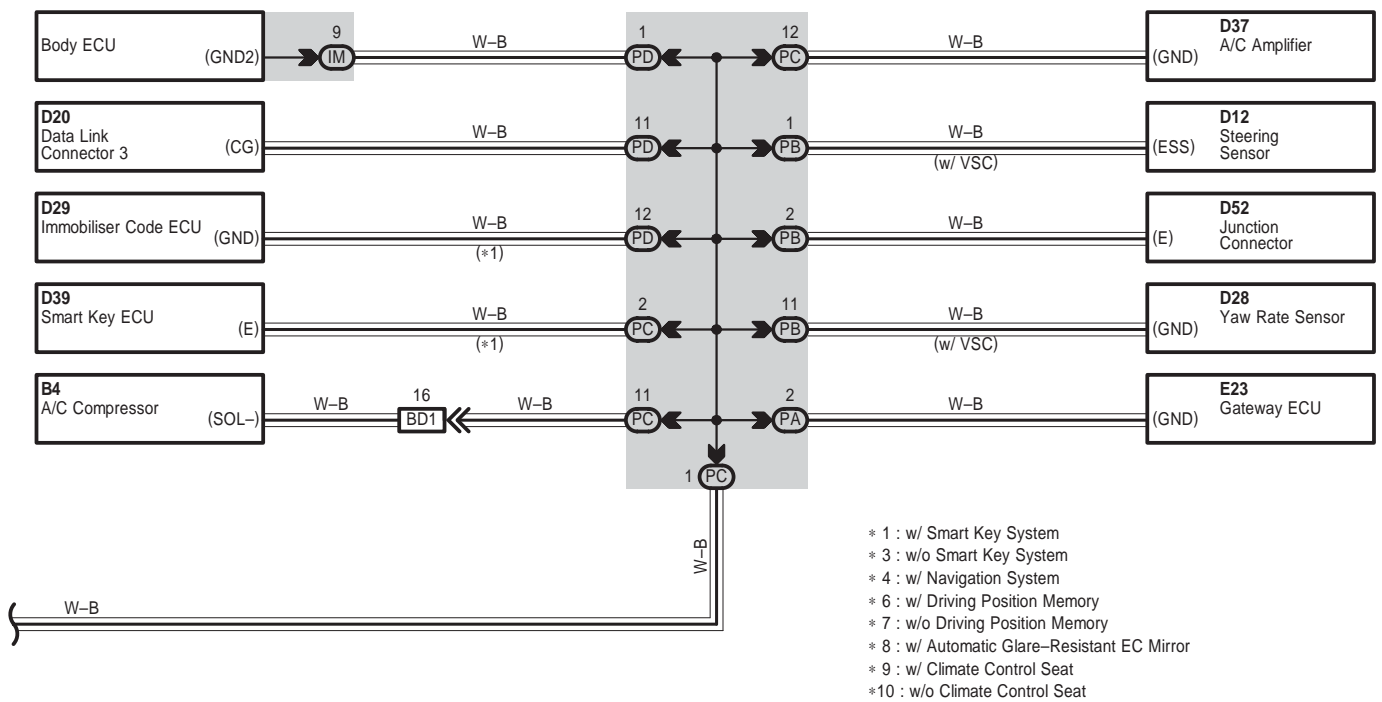 Body ECU
(GND2)
9
IM
W–B
1
PD
12
PC
W–B
(GND)
D37
A/C Amplifier
D20
Data Link
Connector 3
(CG)
W–B
11
PD
1
PB
W–B
(w/ VSC)
(ESS)
D12
Steering
Sensor
D29
Immobiliser Code ECU
(GND)
W–B
(∗1)
12
PD
2
PB
W–B
(E)
D52
Junction
Connector
D39
Smart Key ECU
(E)
W–B
(∗1)
2
PC
11
PB
W–B
(w/ VSC)
(GND)
D28
Yaw Rate Sensor
B4
A/C Compressor
(SOL–)
W–B
16
BD1
W–B
11
PC
2
PA
W–B
(GND)
E23
Gateway ECU
1 PC
W–B
W–B
∗ 1 : w/ Smart Key System
∗ 3 : w/o Smart Key System
∗ 4 : w/ Navigation System
∗ 6 : w/ Driving Position Memory
∗ 7 : w/o Driving Position Memory
∗ 8 : w/ Automatic Glare–Resistant EC Mirror
∗ 9 : w/ Climate Control Seat
∗10 : w/o Climate Control Seat